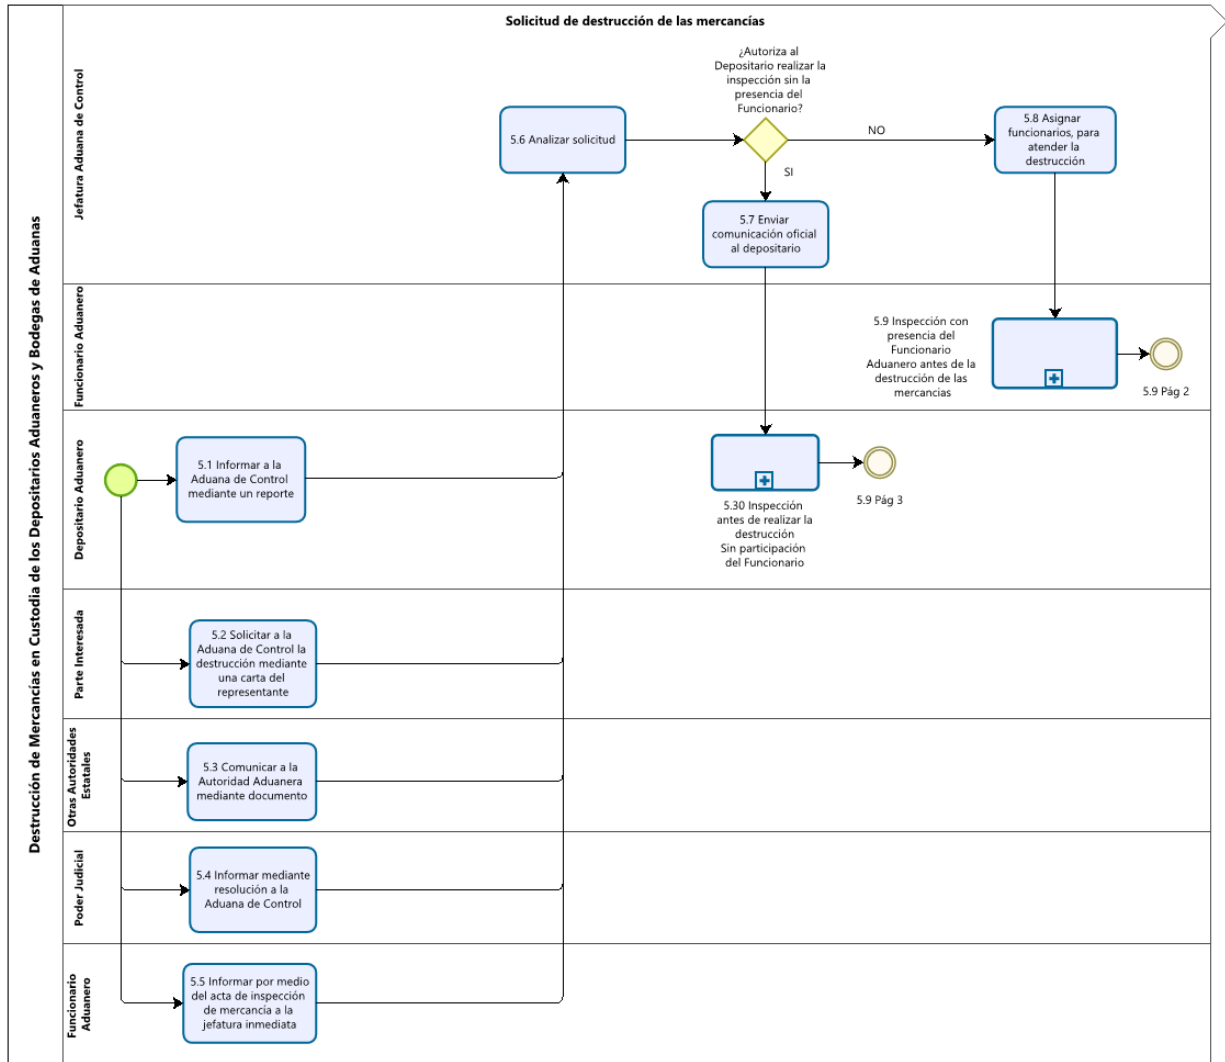 Solicitud de destrucción de las mercancías
Destrucción de Mercancías en Custodia de los Depositarios Aduaneros y Bodegas de Aduanas
Jefatura Aduana de Control
¿Autoriza al
Depositario realizar la
inspección sin la
presencia del
Funcionario?
5.6 Analizar solicitud
NO
5.8 Asignar
funcionarios, para
atender la
destrucción
SI
5.7 Enviar
comunicación oficial
al depositario
Funcionario Aduanero
5.9 Inspección con
presencia del
Funcionario
Aduanero antes de la
destrucción de las
mercancias
5.9 Pág 2
Depositario Aduanero
5.1 Informar a la
Aduana de Control
mediante un reporte
5.30 Inspección
antes de realizar la
destrucción
Sin participación
del Funcionario
5.9 Pág 3
Parte Interesada
5.2 Solicitar a la
Aduana de Control la
destrucción mediante
una carta del
representante
Otras Autoridades
Estatales
5.3 Comunicar a la
Autoridad Aduanera
mediante documento
Poder Judicial
5.4 Informar mediante
resolución a la
Aduana de Control
Funcionario
Aduanero
5.5 Informar por medio
del acta de inspección
de mercancía a la
jefatura inmediata